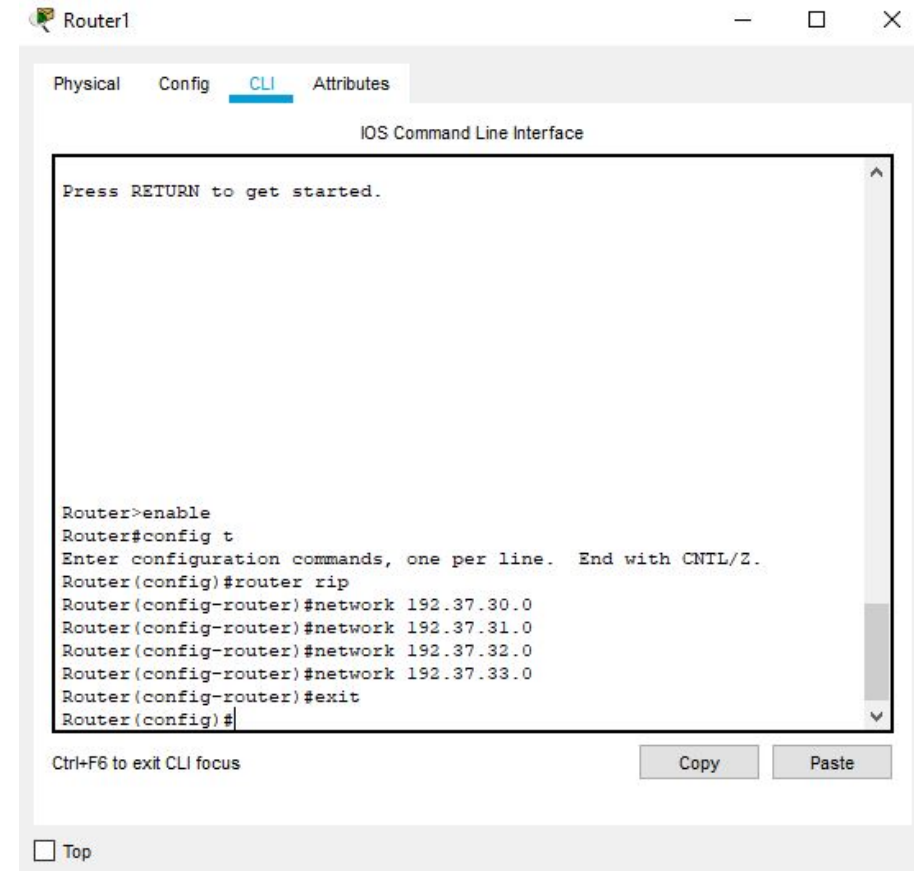 Router1
Physical Config CLI Attributes
IOS Command Line Interface
Press RETURN to get started.
Router>enable
Router#config t
Enter configuration commands, one per line.  End with CNTL/Z.
Router(config)#router rip
Router(config-router)#network 192.37.30.0
Router(config-router)#network 192.37.31.0
Router(config-router)#network 192.37.32.0
Router(config-router)#network 192.37.33.0
Router(config-router)#exit
Router(config)#
Ctrl+F6 to exit CLI focus Copy Paste
Top